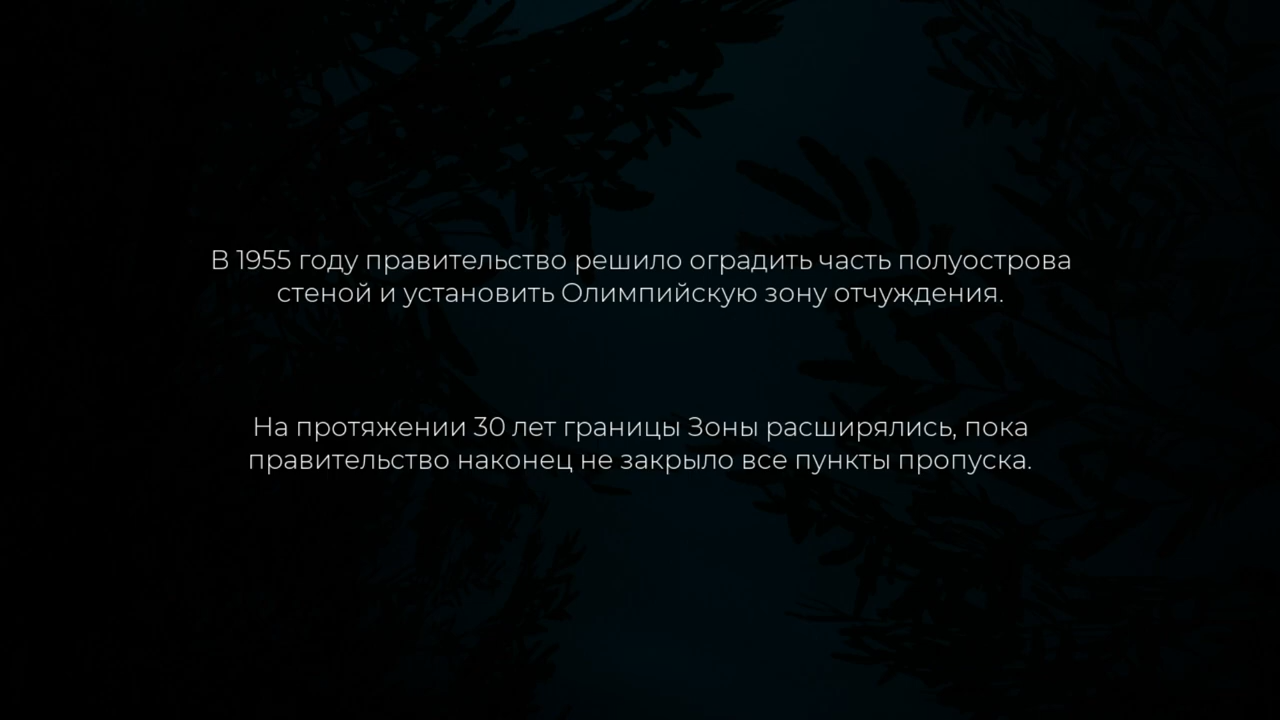 В 1955 году правительство решило оградить часть полуострова
стеной и установить Олимпийскую зону отчуждения.
На протяжении 30 лет границы Зоны расширялись, пока
правительство наконец не закрыло все пункты пропуска.